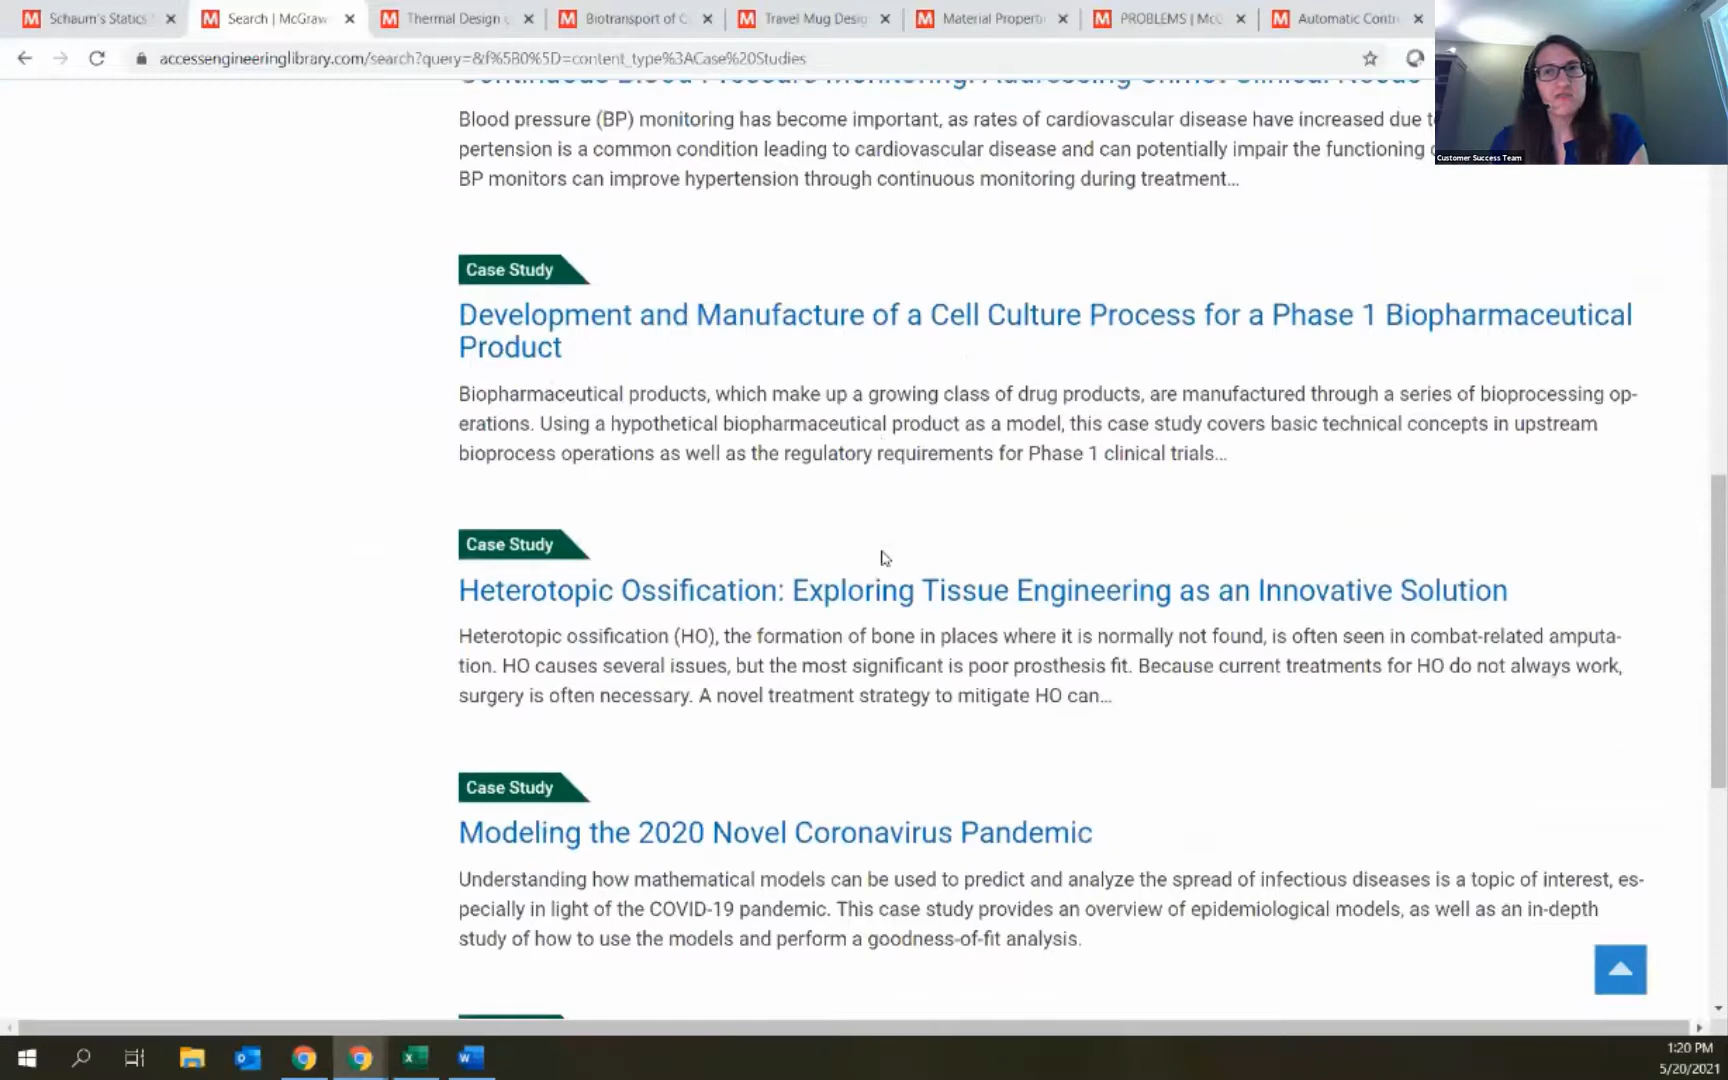 Schaum's Statics
Search | McGraw
Thermal Design
Biotransport of C
Travel Mug Desig
Material Properti
PROBLEMS | McG
Automatic Contr
accessengineeringlibrary.com/search?query=&f%5B0%5D=content_type%3ACase%20Studies
Continuous Blood Pressure Monitoring: Addressing Unmet Clinical Needs
Blood pressure (BP) monitoring has become important, as rates of cardiovascular disease have increased due to
pertension is a common condition leading to cardiovascular disease and can potentially impair the functioning
BP monitors can improve hypertension through continuous monitoring during treatment...
Case Study
Development and Manufacture of a Cell Culture Process for a Phase 1 Biopharmaceutical
Product
Biopharmaceutical products, which make up a growing class of drug products, are manufactured through a series of bioprocessing op-
erations. Using a hypothetical biopharmaceutical product as a model, this case study covers basic technical concepts in upstream
bioprocess operations as well as the regulatory requirements for Phase 1 clinical trials...
Case Study
Heterotopic Ossification: Exploring Tissue Engineering as an Innovative Solution
Heterotopic ossification (HO), the formation of bone in places where it is normally not found, is often seen in combat-related amputa-
tion. HO causes several issues, but the most significant is poor prosthesis fit. Because current treatments for HO do not always work,
surgery is often necessary. A novel treatment strategy to mitigate HO can...
Case Study
Modeling the 2020 Novel Coronavirus Pandemic
Understanding how mathematical models can be used to predict and analyze the spread of infectious diseases is a topic of interest, es-
pecially in light of the COVID-19 pandemic. This case study provides an overview of epidemiological models, as well as an in-depth
study of how to use the models and perform a goodness-of-fit analysis.
Customer Success Team
1:20 PM
5/20/2021